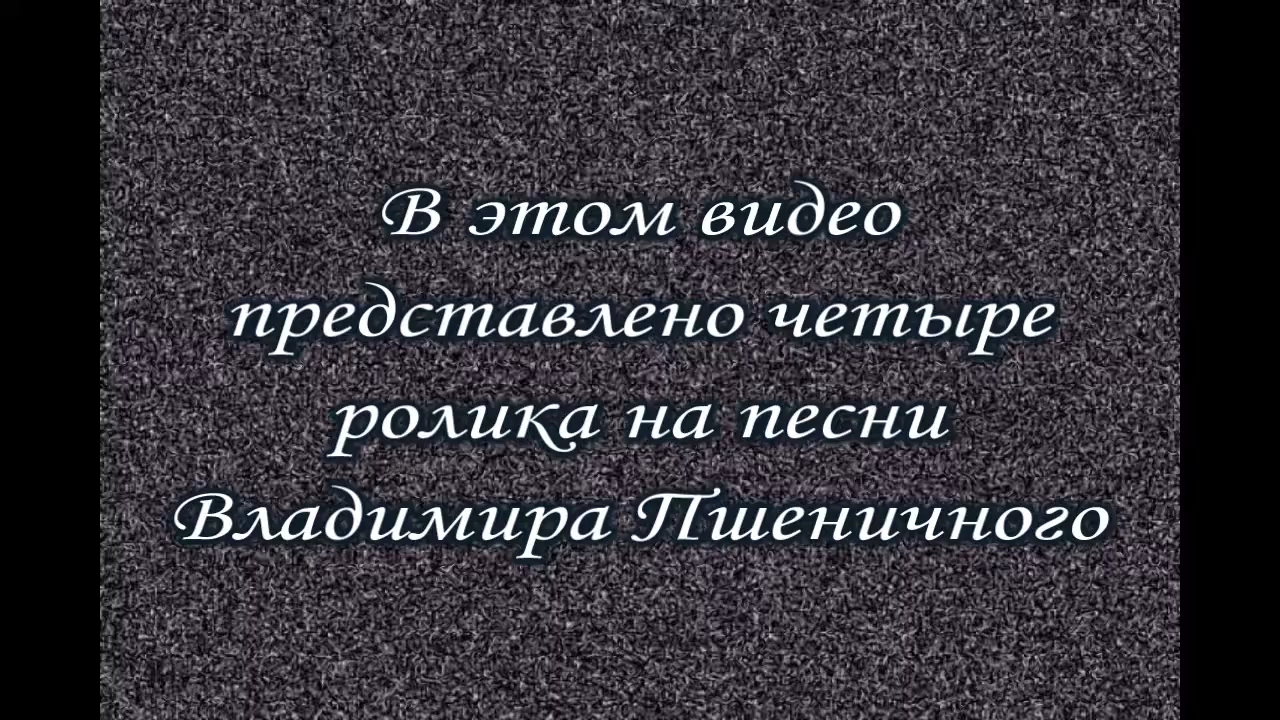 В этом видео
представлено четыре
ролика на песни
Владимира Пшеничного